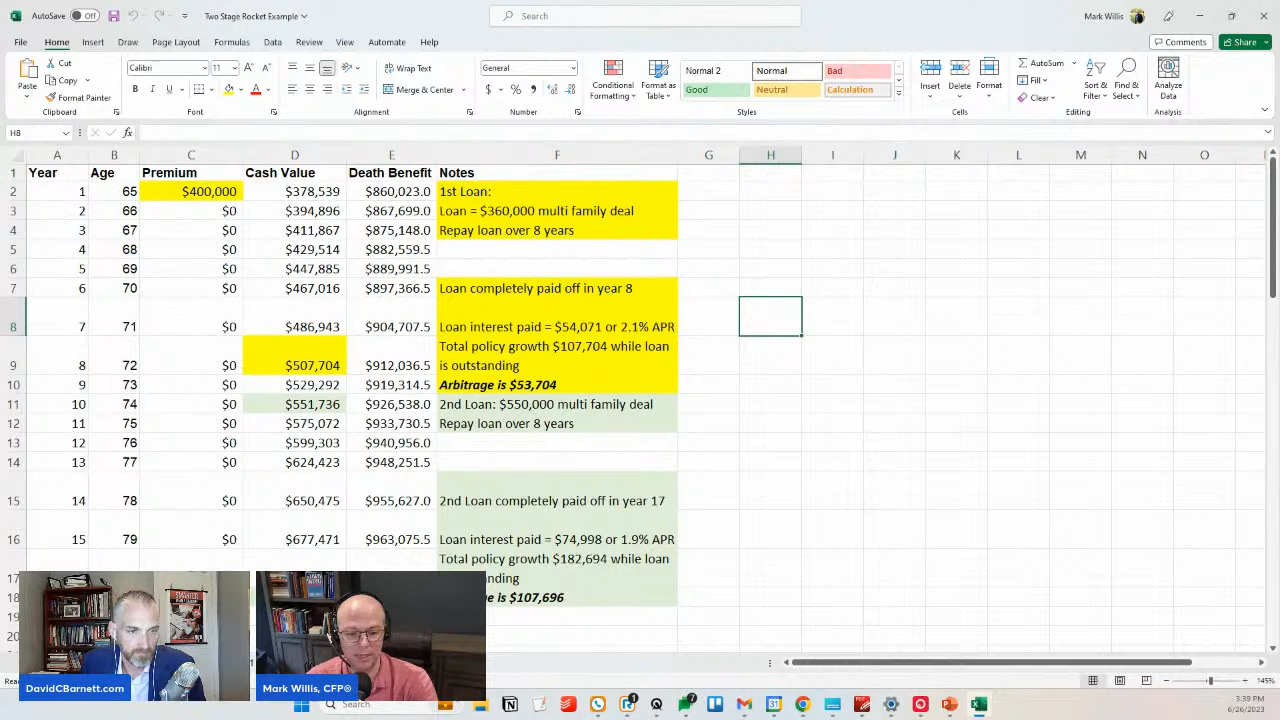 AutoSave Off Two Stage Rocket Example Search Mark Willis
File Home Insert Draw Page Layout Formulas Data Review View Automate Help Comments Share
Paste Cut Copy Format Painter Calibri 11 B I U A Wrap Text Merge & Center General $ % Conditional Formatting Format as Table Normal 2 Normal Bad Good Neutral Calculation Insert Delete Format AutoSum Fill Clear Sort & Filter Find & Select Analyze Data
Clipboard Font Alignment Number Styles Cells Editing Analysis
H8 fx
A B C D E F G H I J K L M N O
1 Year Age Premium Cash Value Death Benefit Notes
1 65 $400,000 $378,539 $860,023.0 1st Loan:
3 2 66 $0 $394,896 $867,699.0 Loan = $360,000 multi family deal
4 3 67 $0 $411,867 $875,148.0 Repay loan over 8 years
4 68 $0 $429,514 $882,559.5
6 5 69 $0 $447,885 $889,991.5
7 6 70 $0 $467,016 $897,366.5 Loan completely paid off in year 8
8 7 71 $0 $486,943 $904,707.5 Loan interest paid = $54,071 or 2.1% APR
Total policy growth $107,704 while loan
9 8 72 $0 $507,704 $912,036.5 is outstanding
10 9 73 $0 $529,292 $919,314.5 Arbitrage is $53,704
11 10 74 $0 $551,736 $926,538.0 2nd Loan: $550,000 multi family deal
12 11 75 $0 $575,072 $933,730.5 Repay loan over 8 years
13 12 76 $0 $599,303 $940,956.0
14 13 77 $0 $624,423 $948,251.5
15 14 78 $0 $650,475 $955,627.0 2nd Loan completely paid off in year 17
16 15 79 $0 $677,471 $963,075.5 Loan interest paid = $74,998 or 1.9% APR
Total policy growth $182,694 while loan
is $107,696
DavidCBarnett.com
Mark Willis, CFP®
145%
Search
3:39 PM
6/26/2023